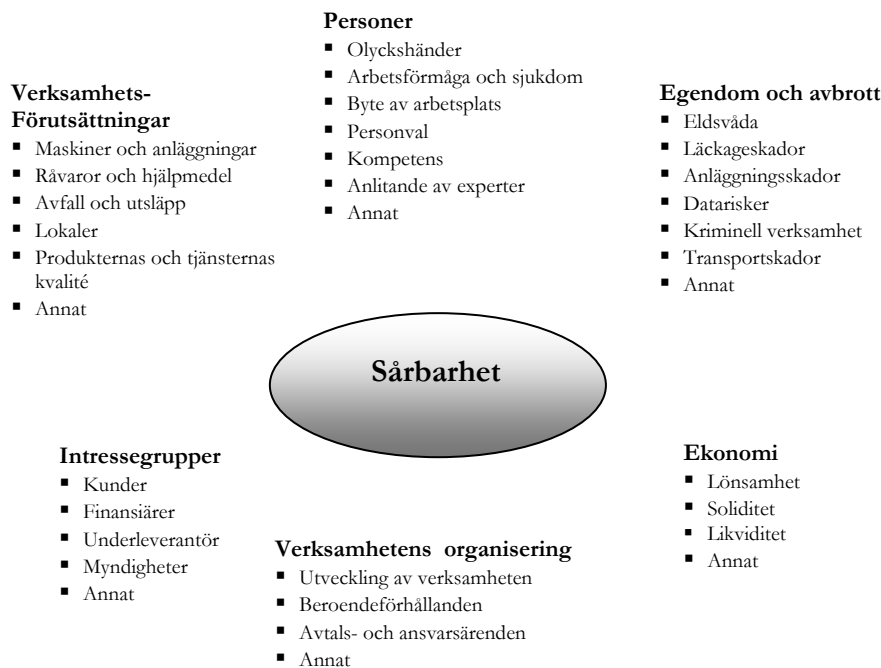 Personer
▪ Olyckshänder
▪ Arbetsförmåga och sjukdom
▪ Byte av arbetsplats
▪ Personval
▪ Kompetens
▪ Anlitande av experter
▪ Annat
Verksamhets-
Förutsättningar
▪ Maskiner och anläggningar
▪ Råvaror och hjälpmedel
▪ Avfall och utsläpp
▪ Lokaler
▪ Produkternas och tjänsternas
kvalité
▪ Annat
Egendom och avbrott
▪ Eldsvåda
▪ Läckageskador
▪ Anläggningsskador
▪ Datarisker
▪ Kriminell verksamhet
▪ Transportskador
▪ Annat
Sårbarhet
Intressegrupper
▪ Kunder
▪ Finansiärer
▪ Underleverantör
▪ Myndigheter
▪ Annat
Verksamhetens organisering
▪ Utveckling av verksamheten
▪ Beroendeförhållanden
▪ Avtals- och ansvarsärenden
▪ Annat
Ekonomi
▪ Lönsamhet
▪ Soliditet
▪ Likviditet
▪ Annat